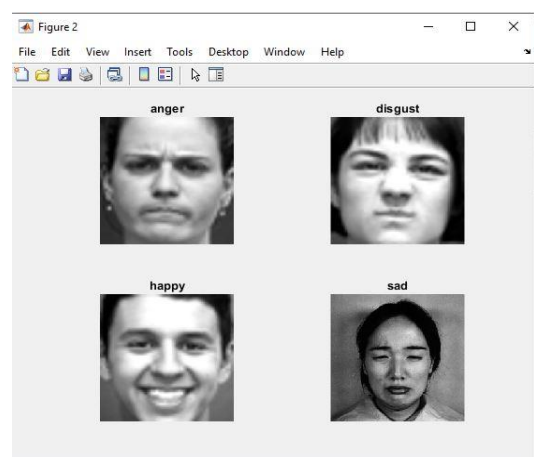 Figure 2
File Edit View Insert Tools Desktop Window Help
anger disgust
happy sad